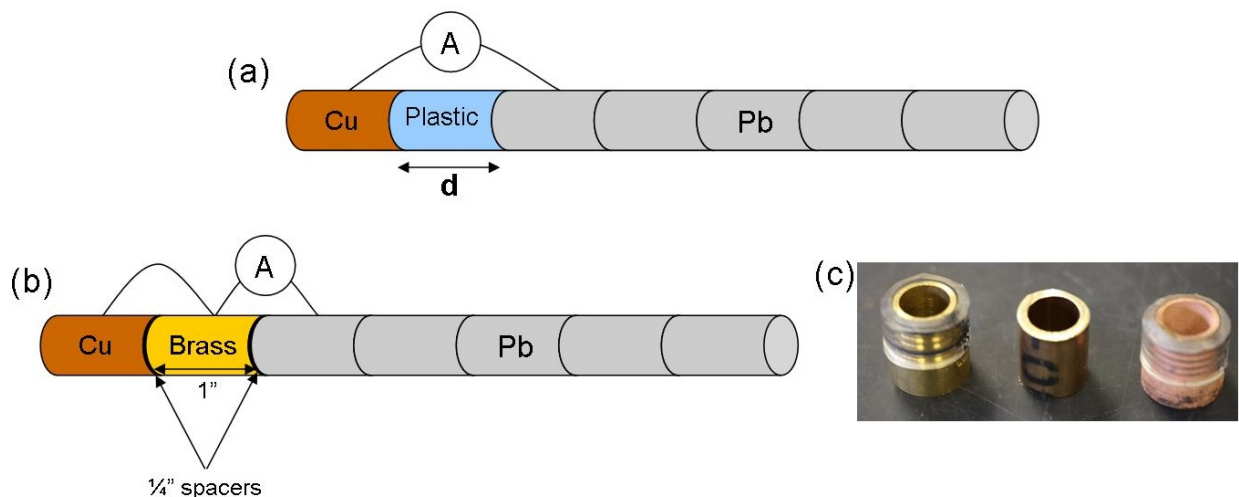 (a)
A
Cu
Plastic
Pb
d
(b)
A
Cu
Brass
Pb
1”
¼” spacers
(c)